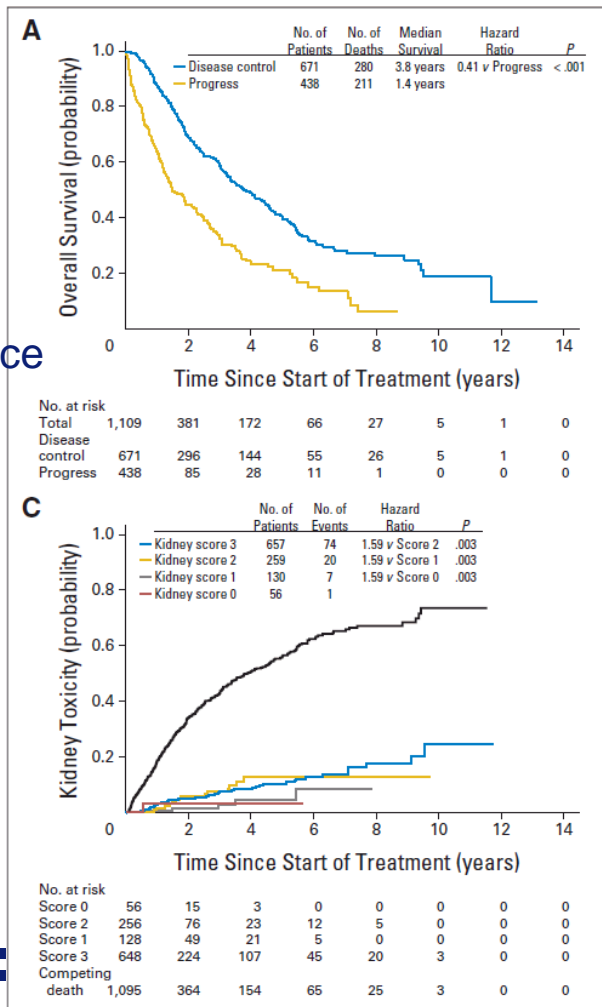 A
No. of No. of Median Hazard
Patients Deaths Survival Ratio P
Disease control 671 280 3.8 years 0.41 v Progress < .001
Progress 438 211 1.4 years
Overall Survival (probability)
1.0
0.8
0.6
0.4
0.2
0 2 4 6 8 10 12 14
ce
Time Since Start of Treatment (years)
No. at risk
Total 1,109 381 172 66 27 5 1 0
Disease
control 671 296 144 55 26 5 1 0
Progress 438 85 28 11 1 0 0 0
C
No. of No. of Hazard
Patients Events Ratio P
Kidney score 3 657 74 1.59 v Score 2 .003
Kidney score 2 259 20 1.59 v Score 1 .003
Kidney score 1 130 7 1.59 v Score 0 .003
Kidney score 0 56 1
Kidney Toxicity (probability)
1.0
0.8
0.6
0.4
0.2
0 2 4 6 8 10 12 14
Time Since Start of Treatment (years)
No. at risk
Score 0 56 15 3 0 0 0 0 0
Score 2 256 76 23 12 5 0 0 0
Score 1 128 49 21 5 0 0 0 0
Score 3 648 224 107 45 20 3 0 0
Competing
death 1,095 364 154 65 25 3 0 0